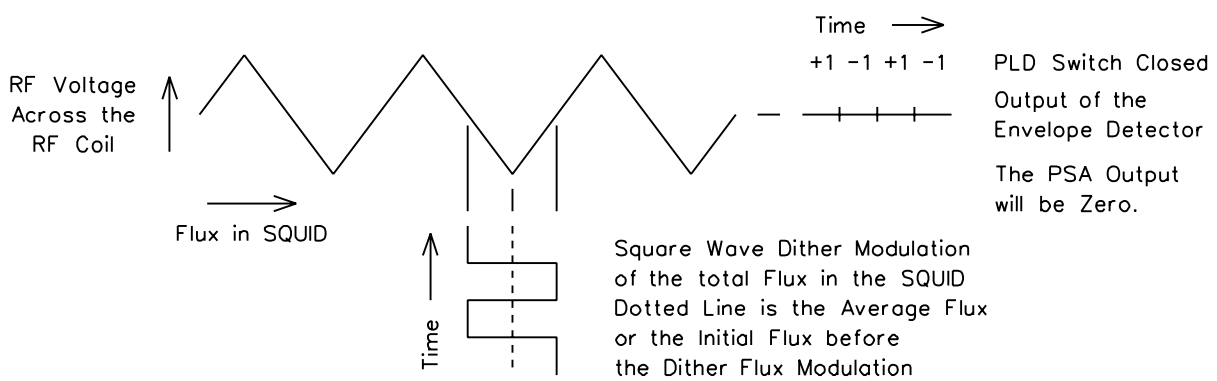 Time
+1 -1 +1 -1
PLD Switch Closed
RF Voltage
Across the
RF Coil
Output of the
Envelope Detector
The PSA Output
will be Zero.
Flux in SQUID
Time
Square Wave Dither Modulation
of the total Flux in the SQUID
Dotted Line is the Average Flux
or the Initial Flux before
the Dither Flux Modulation